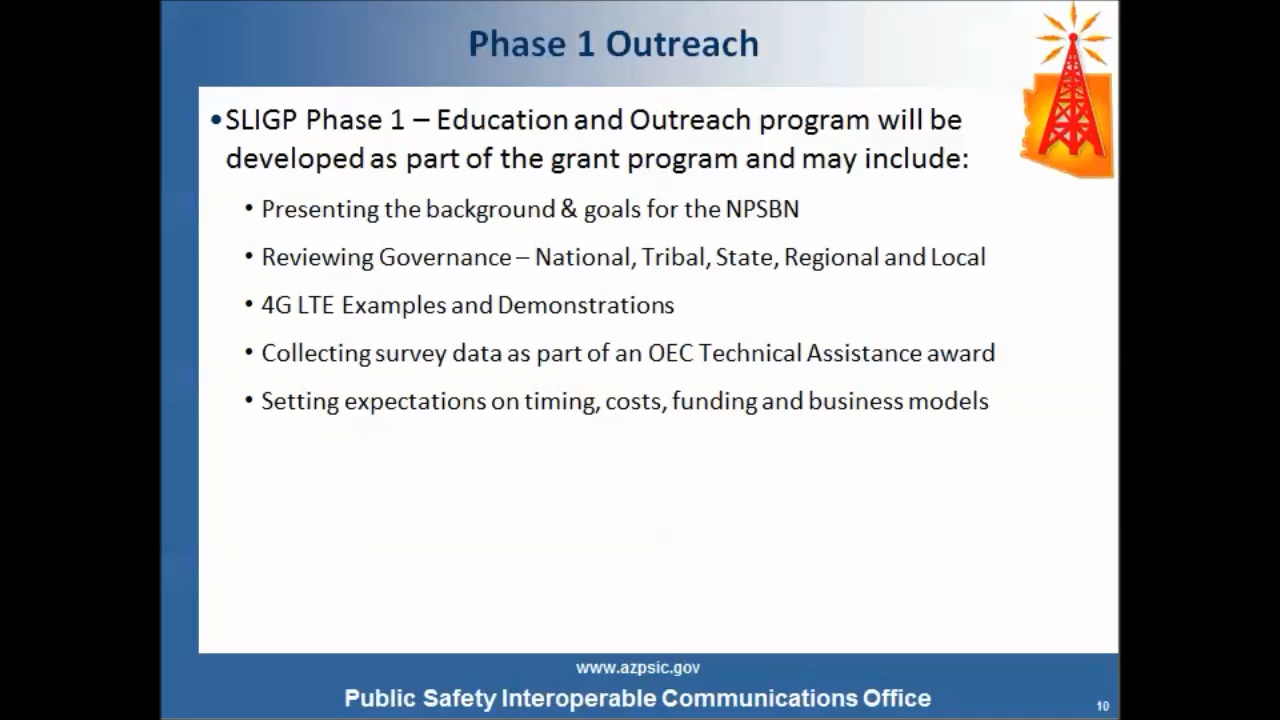 Phase 1 Outreach
•SLIGP Phase 1 – Education and Outreach program will be
developed as part of the grant program and may include:
• Presenting the background & goals for the NPSBN
• Reviewing Governance – National, Tribal, State, Regional and Local
• 4G LTE Examples and Demonstrations
• Collecting survey data as part of an OEC Technical Assistance award
• Setting expectations on timing, costs, funding and business models
www.azpsic.gov
Public Safety Interoperable Communications Office
10